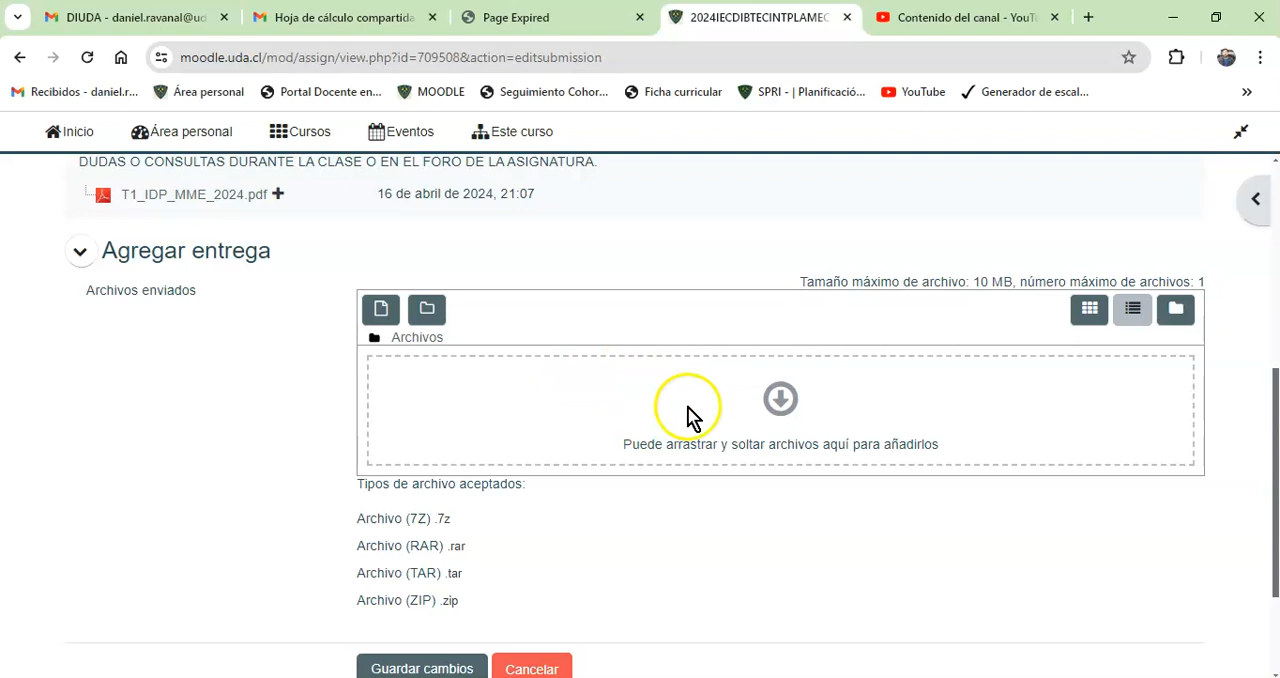 DIUDA - daniel.ravanal@ud
Hoja de cálculo compartida
Page Expired
2024IECDIBTECINTPLAMEC
Contenido del canal - YouTu
moodle.uda.cl/mod/assign/view.php?id=709508&action=editsubmission
Recibidos - daniel.r...
Área personal
Portal Docente en...
MOODLE
Seguimiento Cohor...
Ficha curricular
SPRI - | Planificació...
YouTube
Generador de escal...
Inicio
Área personal
Cursos
Eventos
Este curso
DUDAS O CONSULTAS DURANTE LA CLASE O EN EL FORO DE LA ASIGNATURA.
T1_IDP_MME_2024.pdf
16 de abril de 2024, 21:07
Agregar entrega
Archivos enviados
Tamaño máximo de archivo: 10 MB, número máximo de archivos: 1
Archivos
Puede arrastrar y soltar archivos aquí para añadirlos
Tipos de archivo aceptados:
Archivo (7Z) .7z
Archivo (RAR) .rar
Archivo (TAR) .tar
Archivo (ZIP) .zip
Guardar cambios
Cancelar